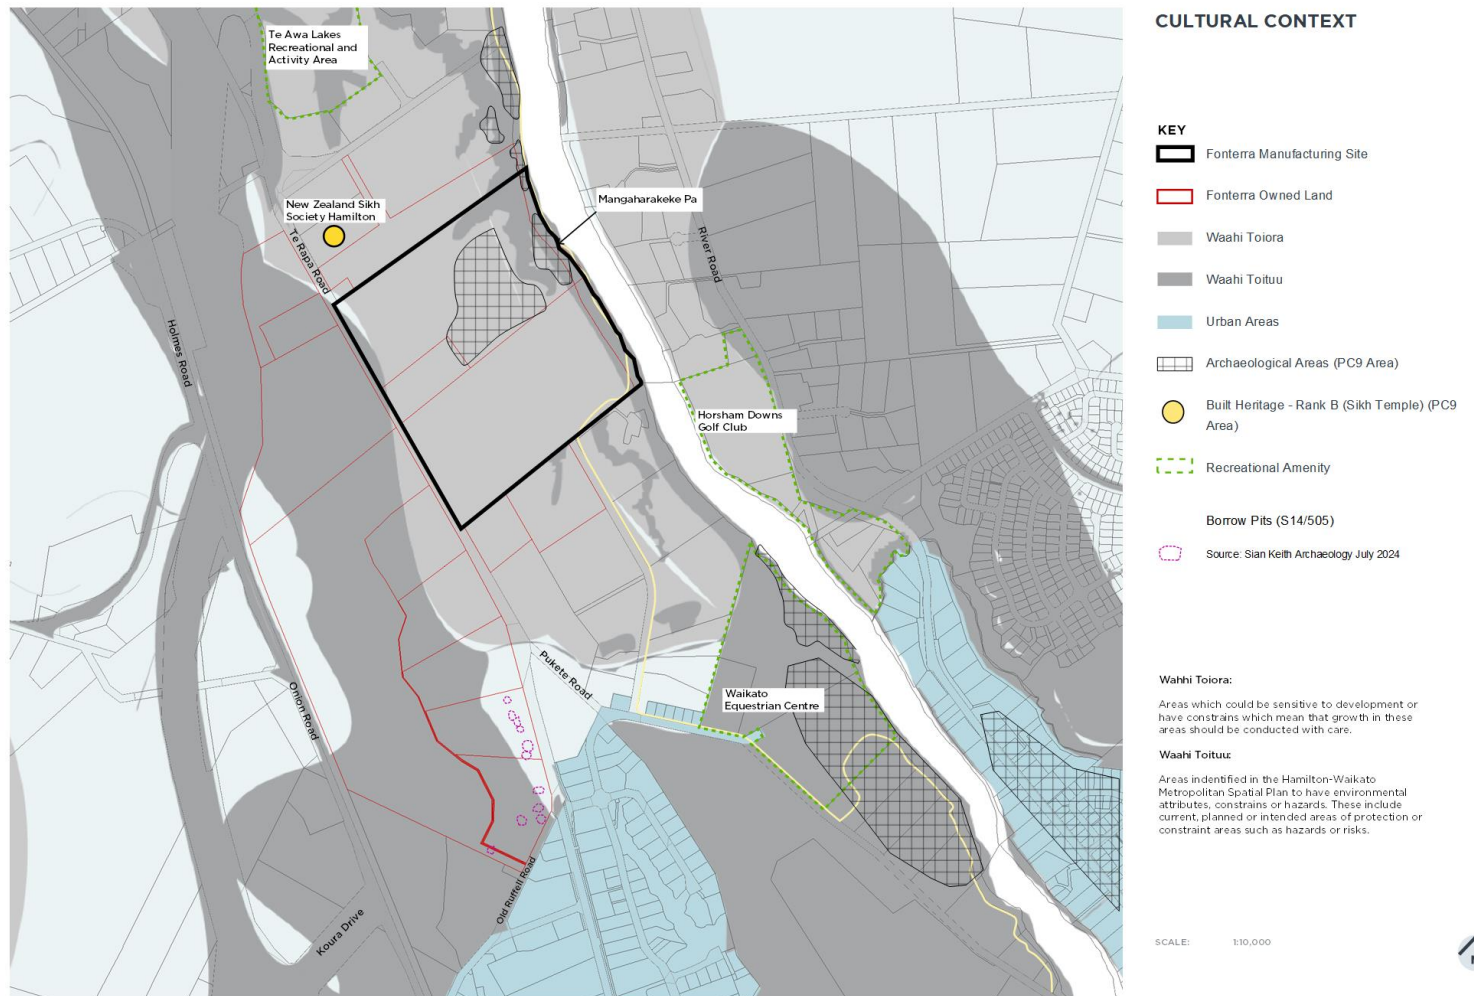 CULTURAL CONTEXT
KEY
Fonterra Manufacturing Site
Fonterra Owned Land
Waahi Toiora
Waahi Toituu
Urban Areas
Archaeological Areas (PC9 Area)
Built Heritage - Rank B (Sikh Temple) (PC9
Area)
Recreational Amenity
Borrow Pits (S14/505)
Source: Sian Keith Archaeology July 2024
Wahhi Toiora:
Areas which could be sensitive to development or
have constrains which mean that growth in these
areas should be conducted with care.
Waahi Toituu:
Areas indentified in the Hamilton-Waikato
Metropolitan Spatial Plan to have environmental
attributes, constrains or hazards. These include
current, planned or intended areas of protection or
constraint areas such as hazards or risks.
SCALE: 1:10,000
Te Awa Lakes
Recreational and
Activity Area
New Zealand Sikh
Society Hamilton
Mangaharakeke Pa
Te Rapa Road
River Road
Holmes Road
Horsham Downs
Golf Club
Pukete Road
Onion Road
Waikato
Equestrian Centre
Old Ruffell Road
Koura Drive